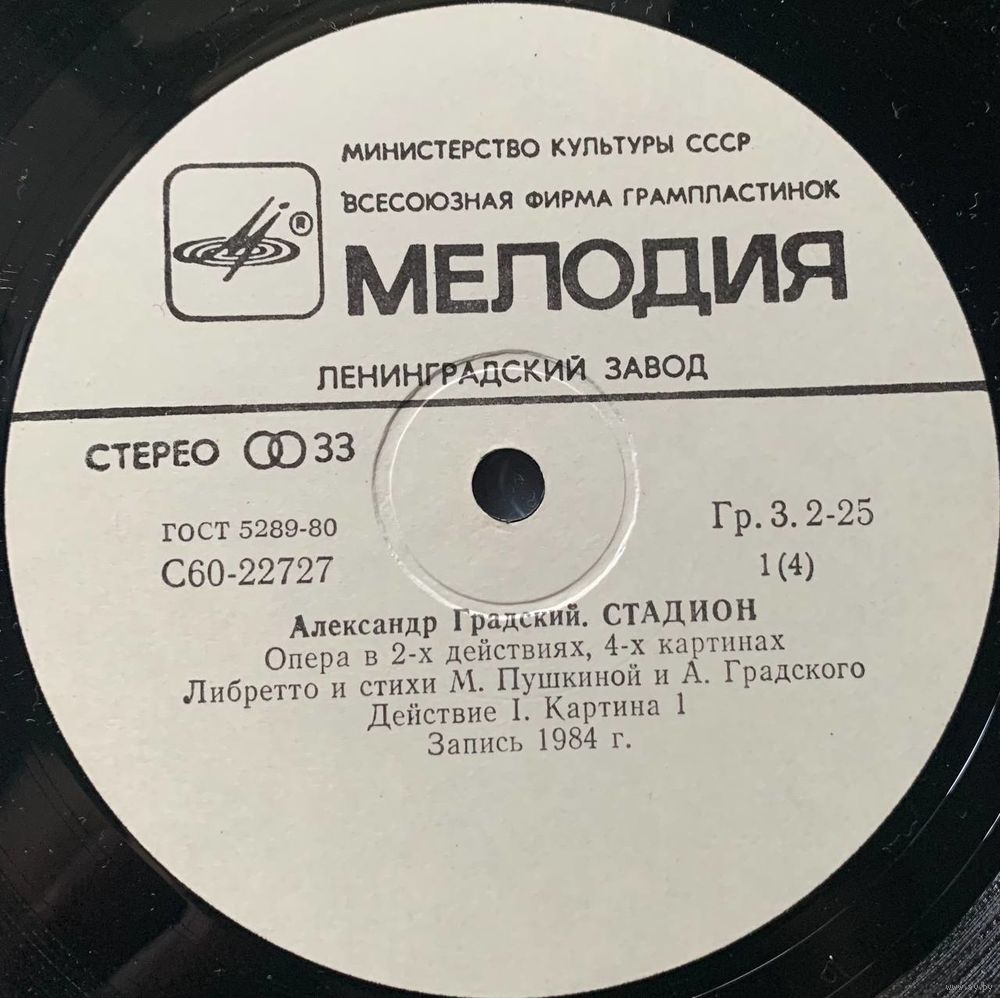 МИНИСТЕРСТВО КУЛЬТУРЫ СССР
ВСЕСОЮЗНАЯ ФИРМА ГРАМПЛАСТИНОК
®
МЕЛОДИЯ
ЛЕНИНГРАДСКИЙ ЗАВОД
СТЕРЕО 33
ГОСТ 5289-80
Гр. 3. 2-25
С60-22727
1(4)
Александр Градский. СТАДИОН
Опера в 2-х действиях, 4-х картинах
Либретто и стихи М. Пушкиной и А. Градского
Действие I. Картина 1
Запись 1984 г.